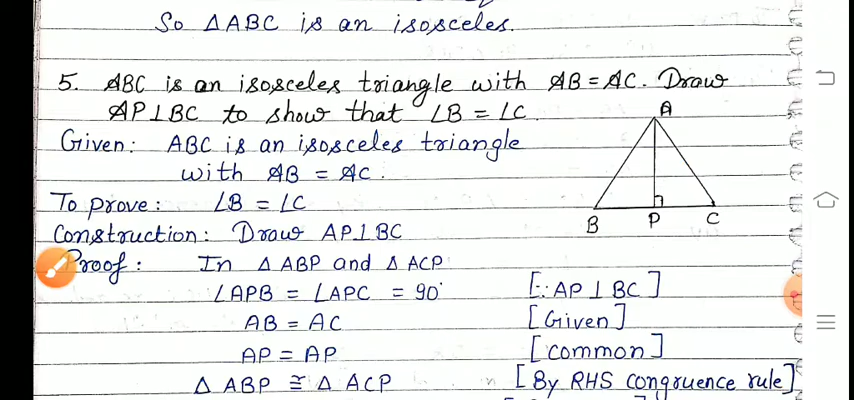 So △ABC is an isosceles.
5. ABC is an isosceles triangle with AB = AC. Draw
AP⊥BC to show that ∠B = ∠C.
Given: ABC is an isosceles triangle
with AB = AC.
To prove: ∠B = ∠C
Construction: Draw AP⊥BC
Proof: In △ABP and △ACP
∠APB = ∠APC = 90° [∵ AP ⊥ BC]
AB = AC [Given]
AP = AP [common]
△ABP ≅ △ACP [By RHS congruence rule]
A
B P C